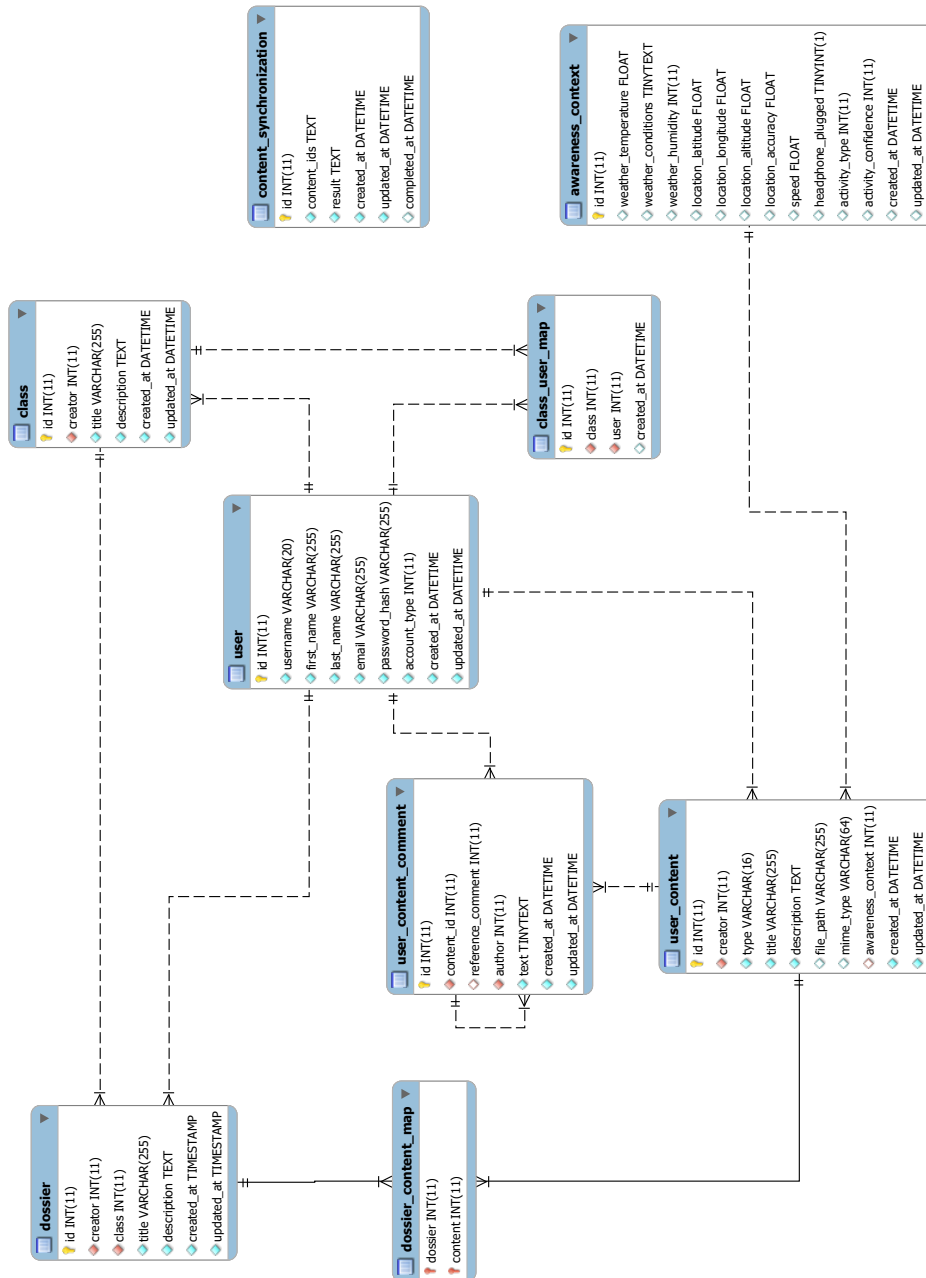 content_synchronization
id INT(11)
content_ids TEXT
result TEXT
created_at DATETIME
updated_at DATETIME
completed_at DATETIME
awareness_context
id INT(11)
weather_temperature FLOAT
weather_conditions TINYTEXT
weather_humidity INT(11)
location_latitude FLOAT
location_longitude FLOAT
location_altitude FLOAT
location_accuracy FLOAT
speed FLOAT
headphone_plugged TINYINT(1)
activity_type INT(11)
activity_confidence INT(11)
created_at DATETIME
updated_at DATETIME
class
id INT(11)
creator INT(11)
title VARCHAR(255)
description TEXT
created_at DATETIME
updated_at DATETIME
class_user_map
id INT(11)
class INT(11)
user INT(11)
created_at DATETIME
user
id INT(11)
username VARCHAR(20)
first_name VARCHAR(255)
last_name VARCHAR(255)
email VARCHAR(255)
password_hash VARCHAR(255)
account_type INT(11)
created_at DATETIME
updated_at DATETIME
user_content_comment
id INT(11)
content_id INT(11)
reference_comment INT(11)
author INT(11)
text TINYTEXT
created_at DATETIME
updated_at DATETIME
user_content
id INT(11)
creator INT(11)
type VARCHAR(16)
title VARCHAR(255)
description TEXT
file_path VARCHAR(255)
mime_type VARCHAR(64)
awareness_context INT(11)
created_at DATETIME
updated_at DATETIME
dossier
id INT(11)
creator INT(11)
class INT(11)
title VARCHAR(255)
description TEXT
created_at TIMESTAMP
updated_at TIMESTAMP
dossier_content_map
dossier INT(11)
content INT(11)